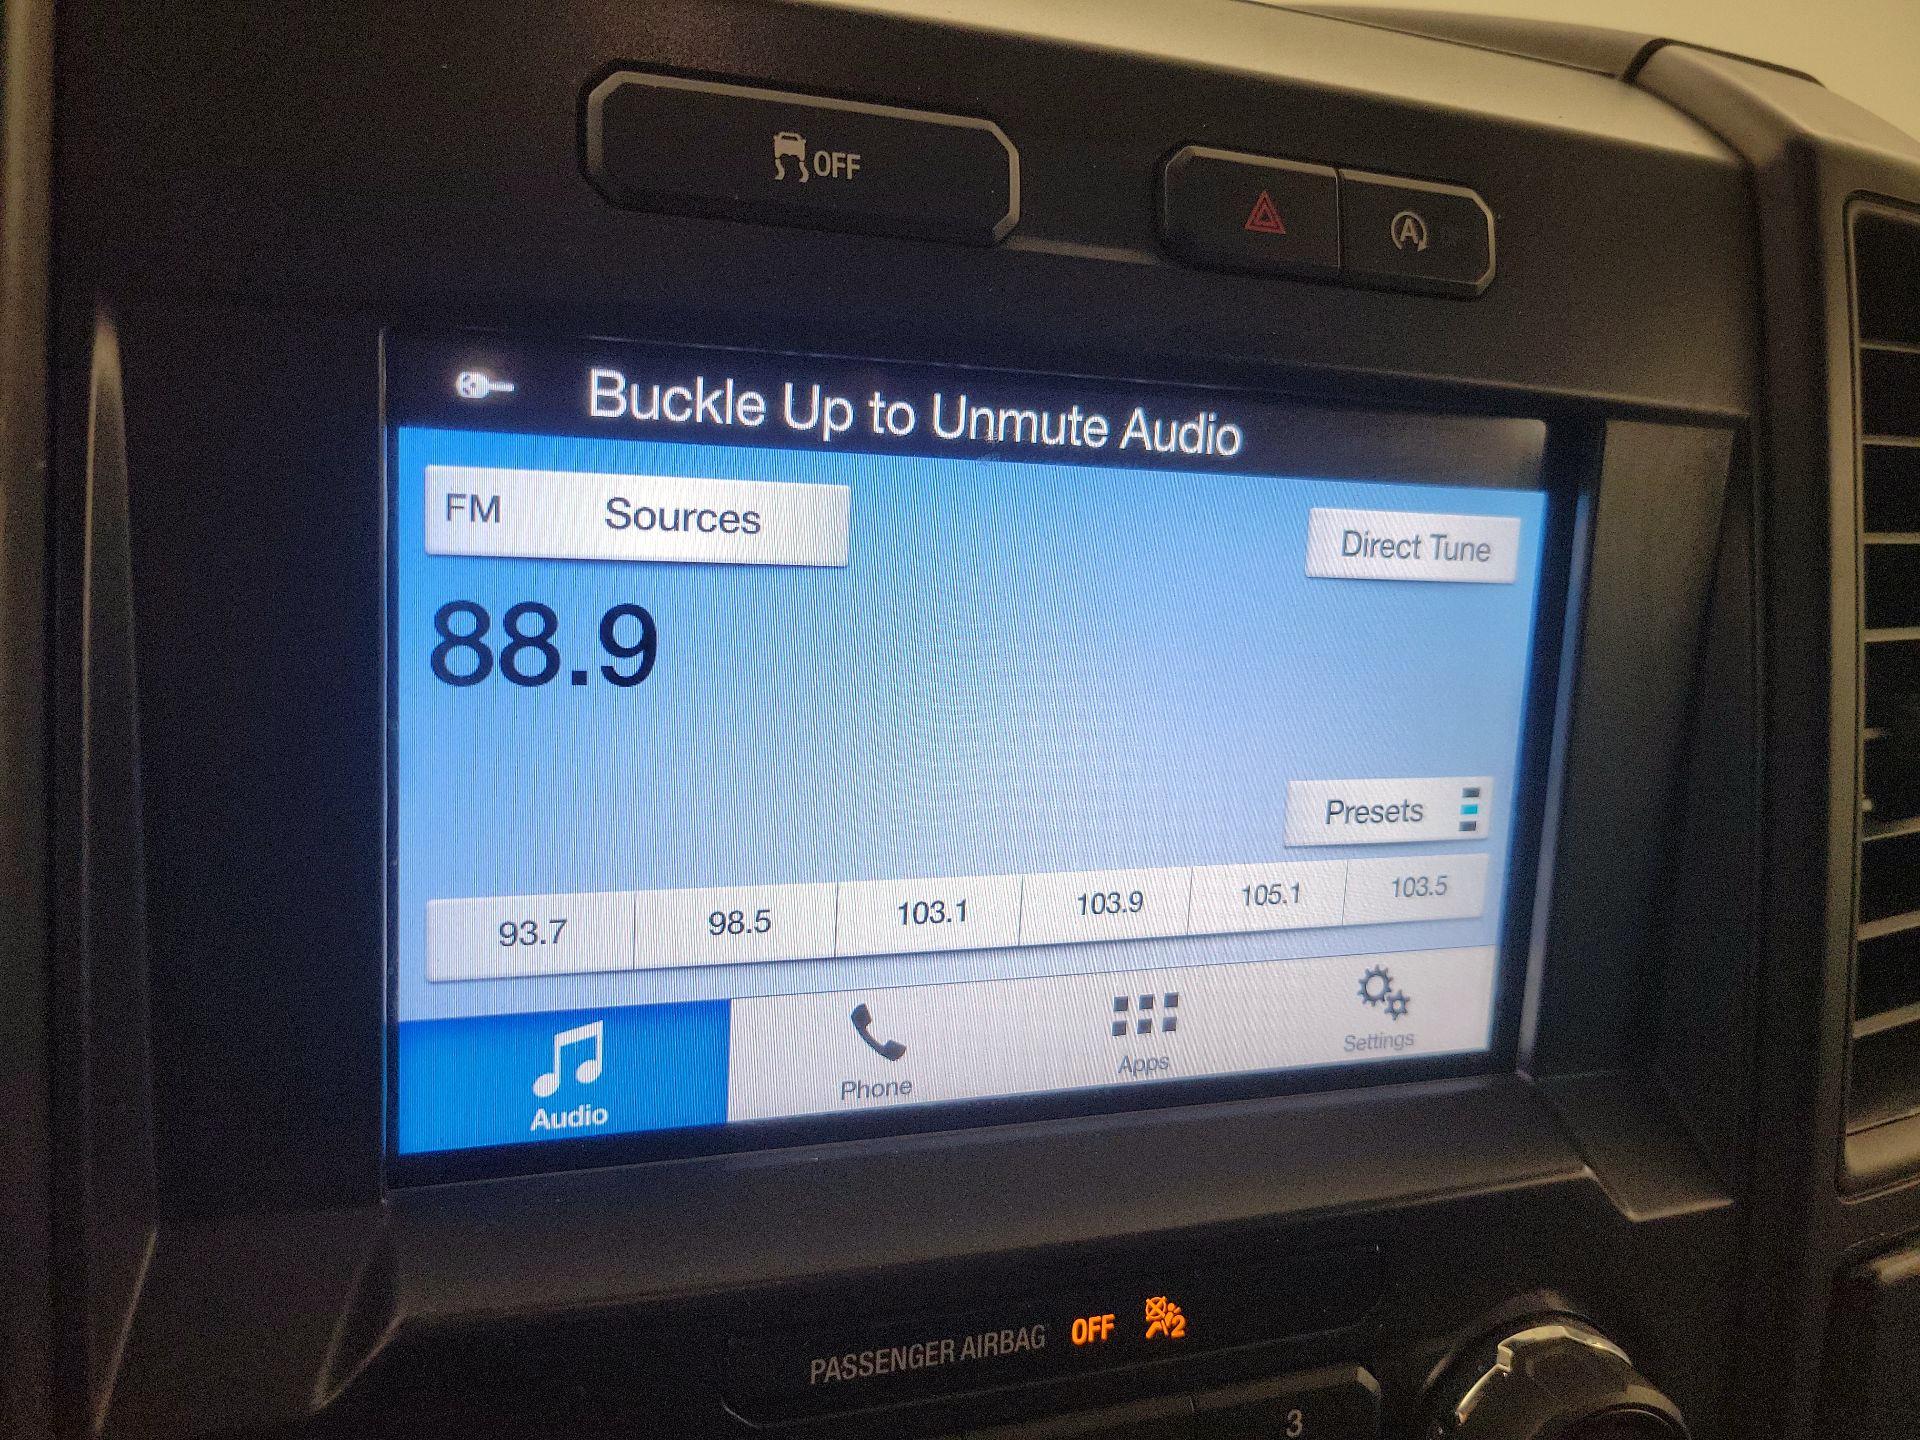 OFF
A
Buckle Up to Unmute Audio
FM Sources
Direct Tune
88.9
Presets
93.7 98.5 103.1 103.9 105.1 103.5
Audio Phone Apps Settings
PASSENGER AIRBAG OFF 2
3